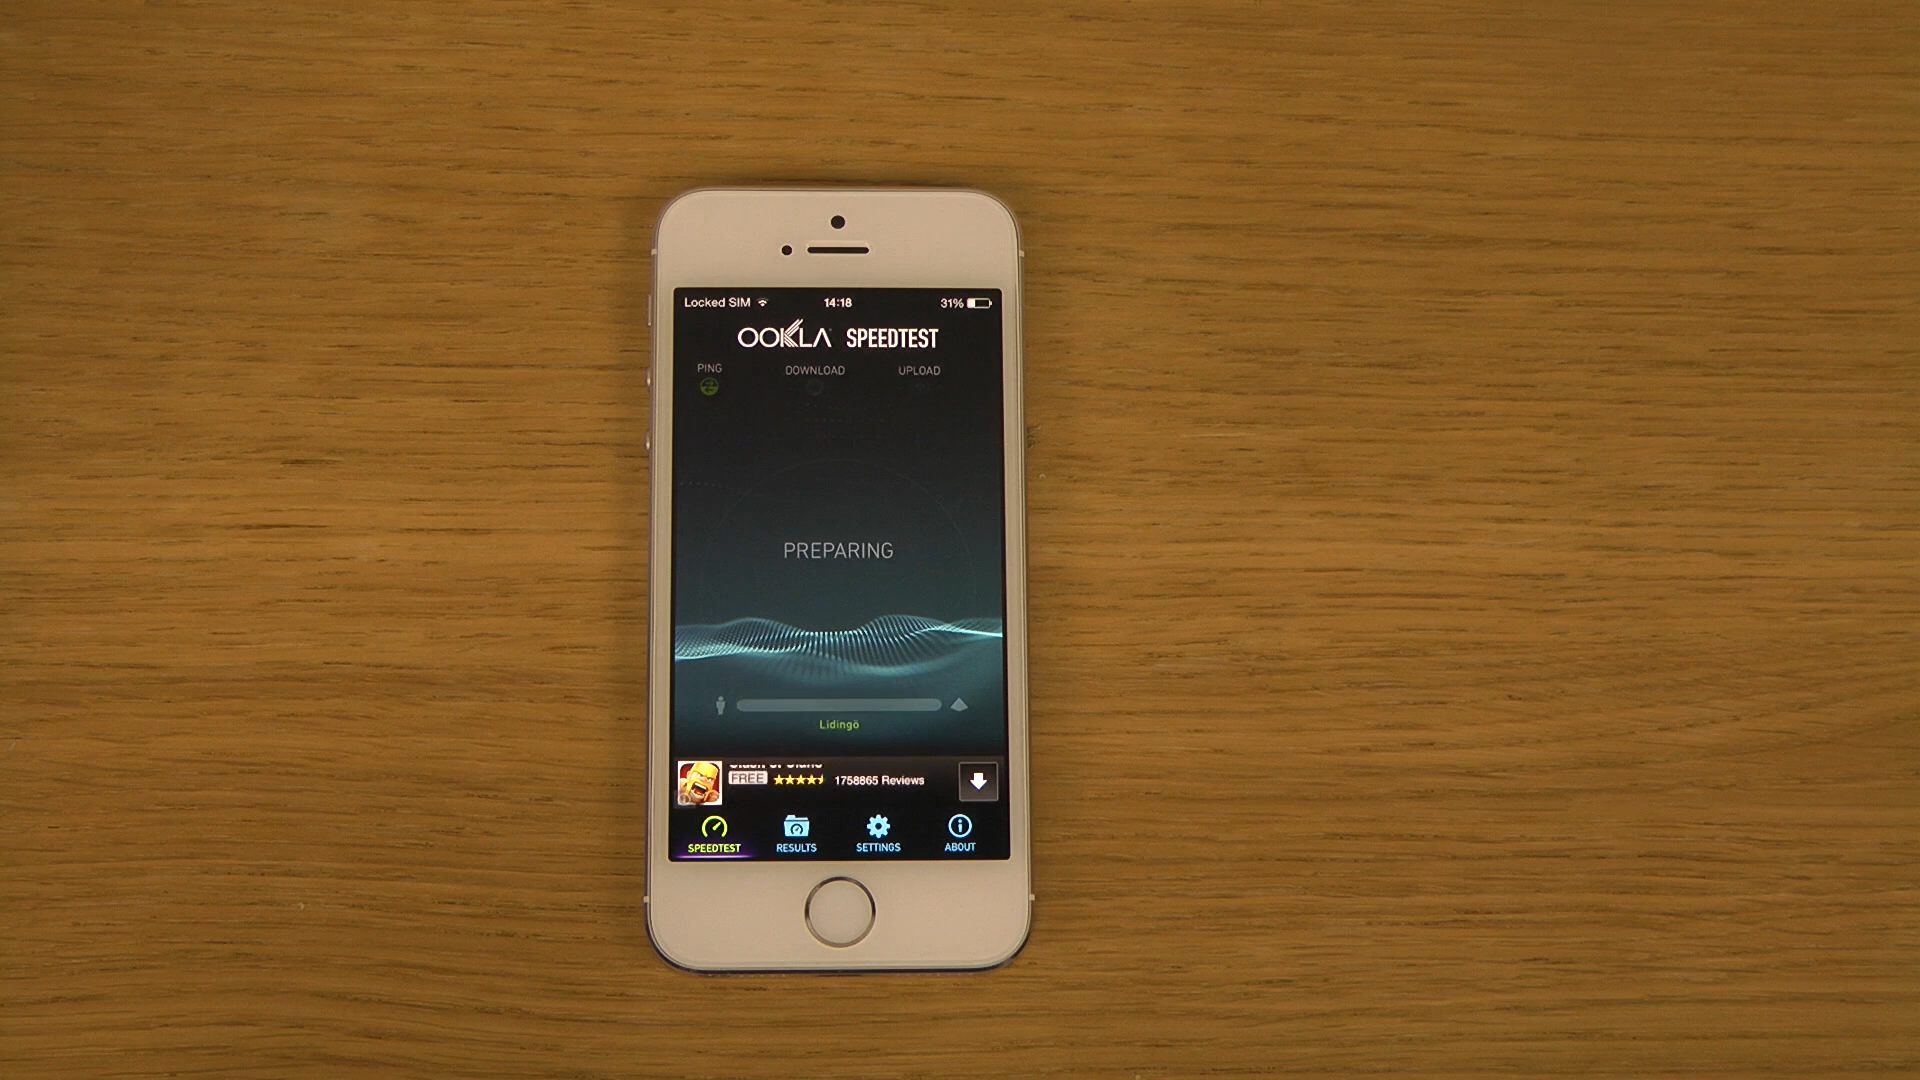 Locked SIM 14:18 31%
OOKLA SPEEDTEST
PING DOWNLOAD UPLOAD
PREPARING
Lidingö
FREE 1758865 Reviews
SPEEDTEST RESULTS SETTINGS ABOUT